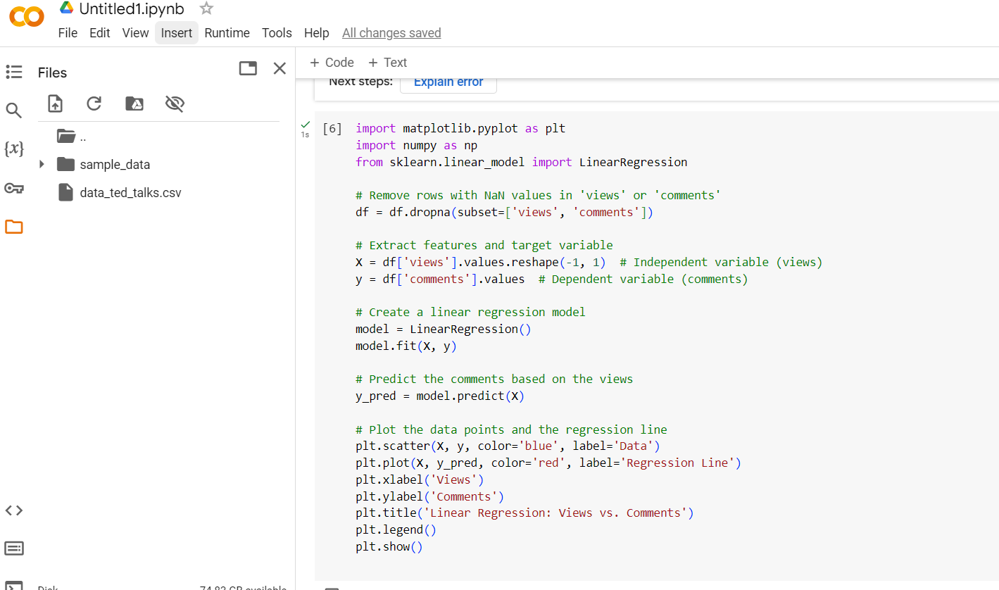 Untitled1.ipynb
File Edit View Insert Runtime Tools Help All changes saved
Files
+ Code + Text
Next steps: Explain error
..
sample_data
data_ted_talks.csv
{x}
1s
[6] import matplotlib.pyplot as plt
import numpy as np
from sklearn.linear_model import LinearRegression
# Remove rows with NaN values in 'views' or 'comments'
df = df.dropna(subset=['views', 'comments'])
# Extract features and target variable
X = df['views'].values.reshape(-1, 1)  # Independent variable (views)
y = df['comments'].values  # Dependent variable (comments)
# Create a linear regression model
model = LinearRegression()
model.fit(X, y)
# Predict the comments based on the views
y_pred = model.predict(X)
# Plot the data points and the regression line
plt.scatter(X, y, color='blue', label='Data')
plt.plot(X, y_pred, color='red', label='Regression Line')
plt.xlabel('Views')
plt.ylabel('Comments')
plt.title('Linear Regression: Views vs. Comments')
plt.legend()
plt.show()
Disk 74.83 GB available